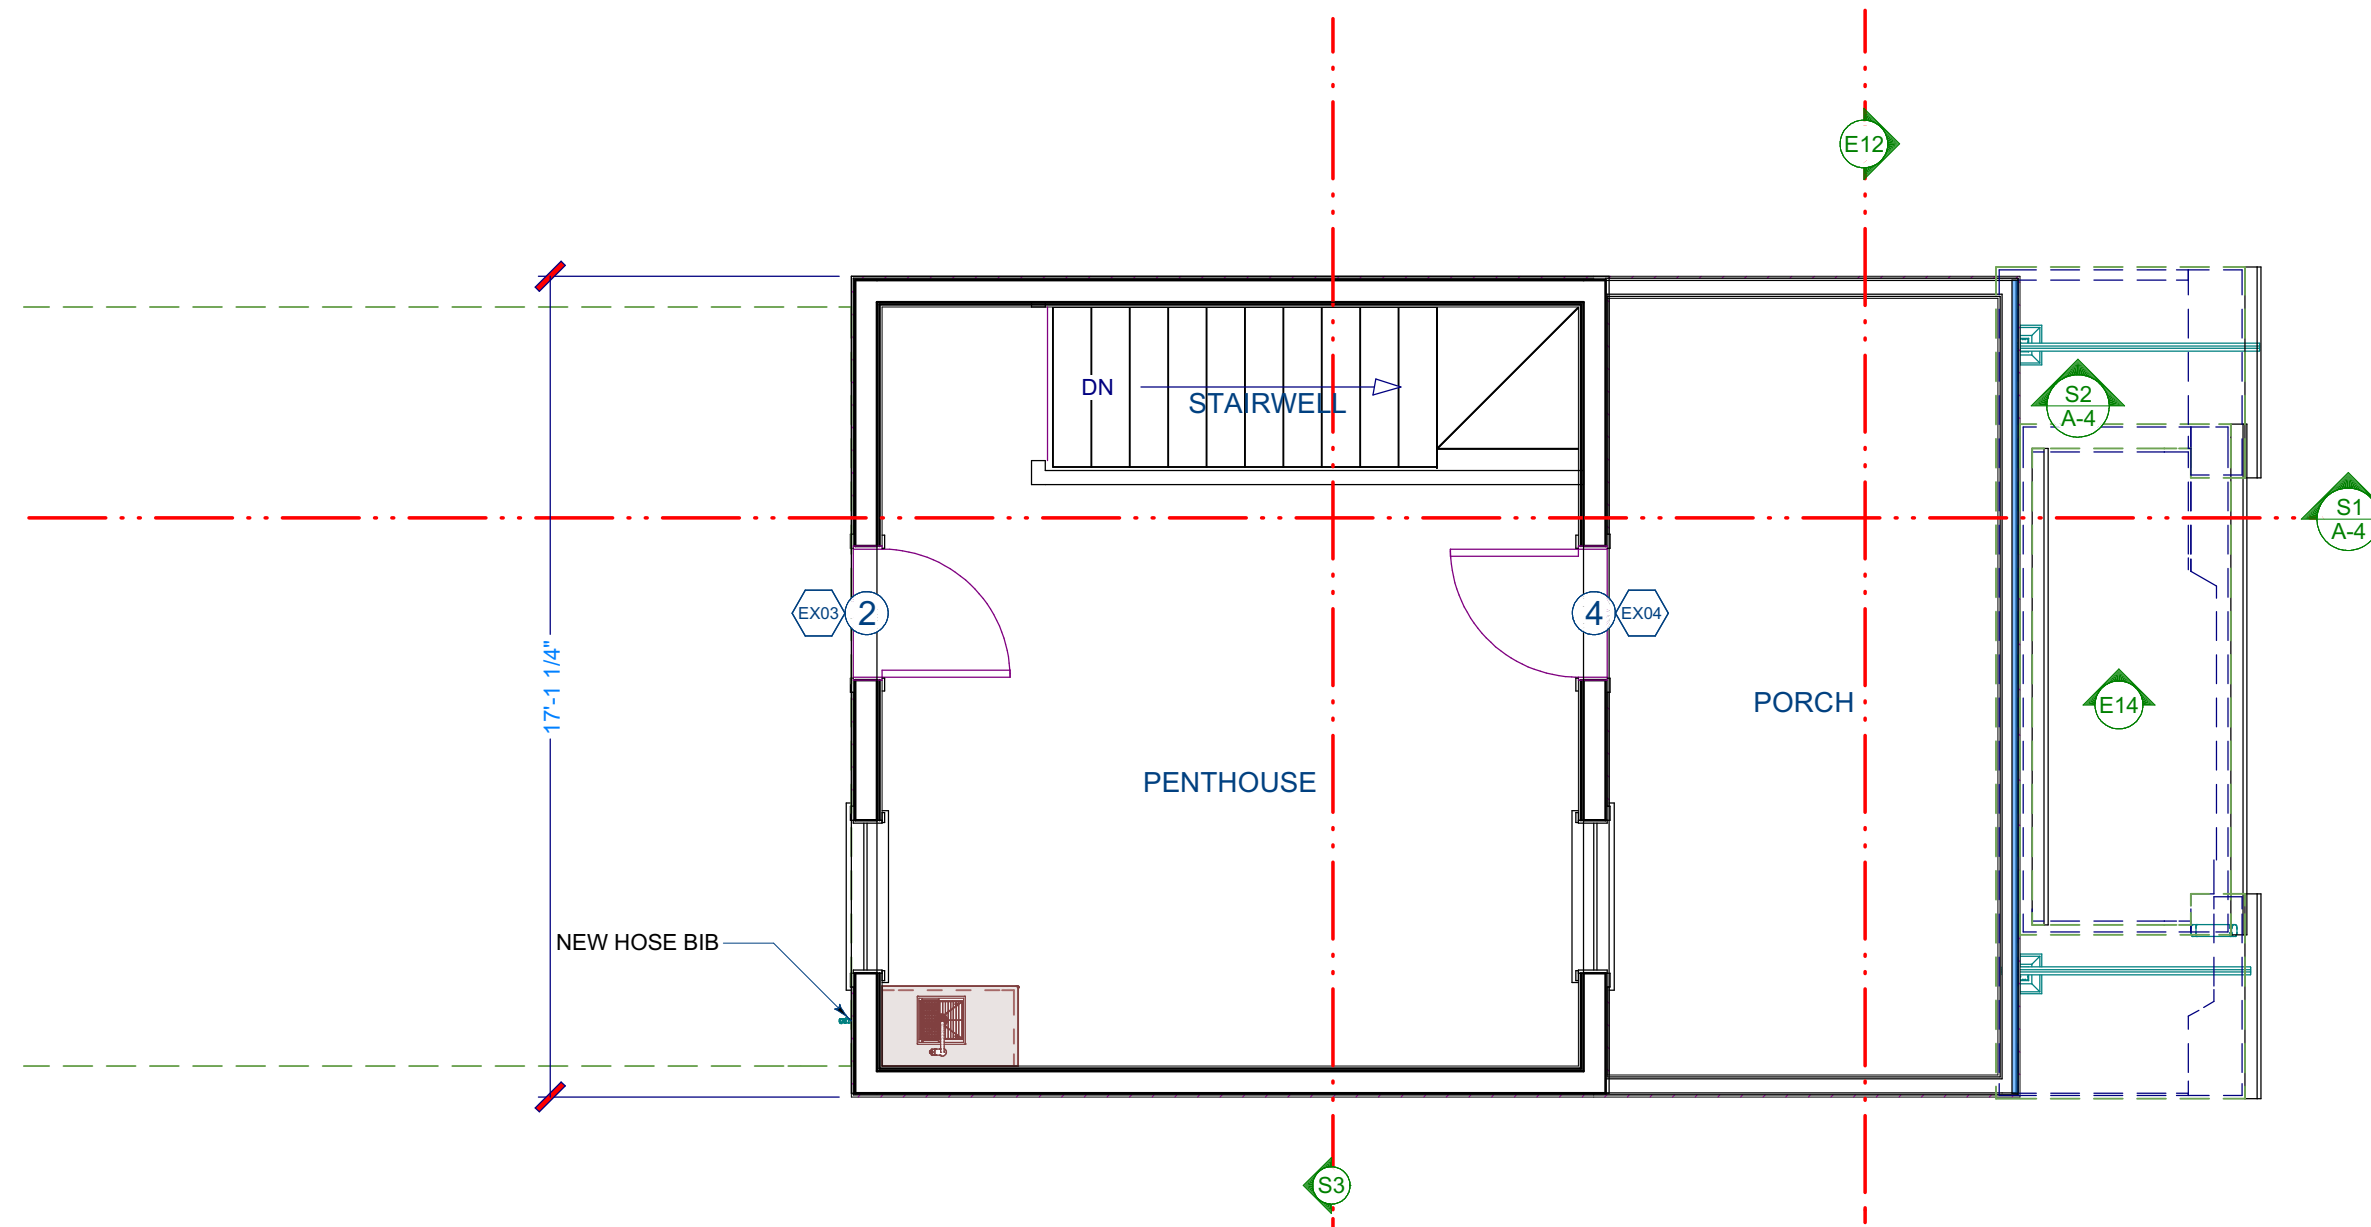 E12
DN
STAIRWELL
S2
A-4
S1
A-4
EX03
2
4
EX04
17'-1 1/4"
PORCH
E14
PENTHOUSE
NEW HOSE BIB
S3